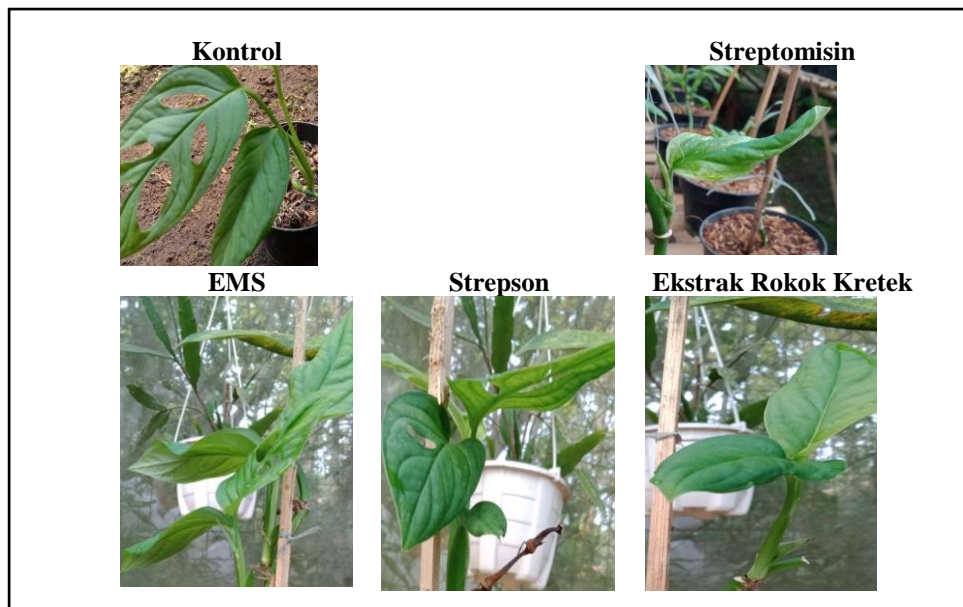 Kontrol
Streptomisin
EMS
Strepson
Ekstrak Rokok Kretek